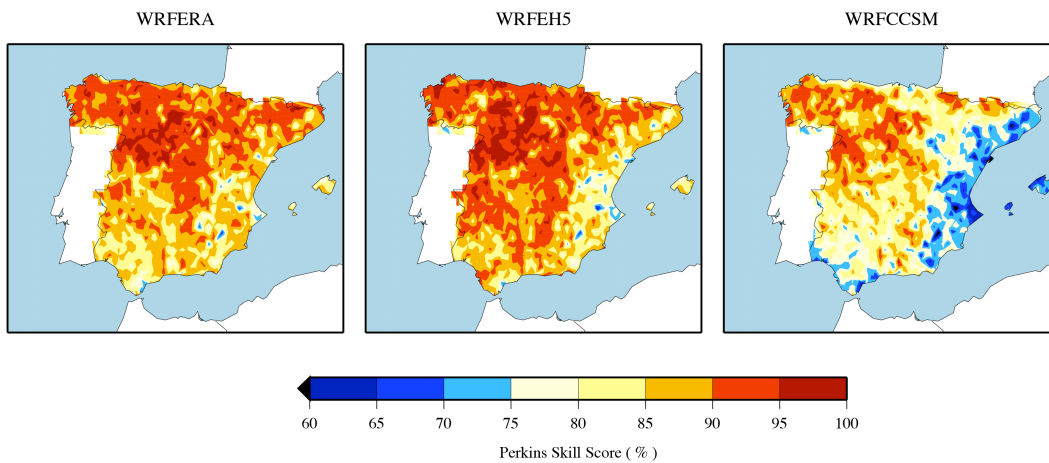 WRFERA WRFEH5 WRFCCSM
60 65 70 75 80 85 90 95 100
Perkins Skill Score ( % )